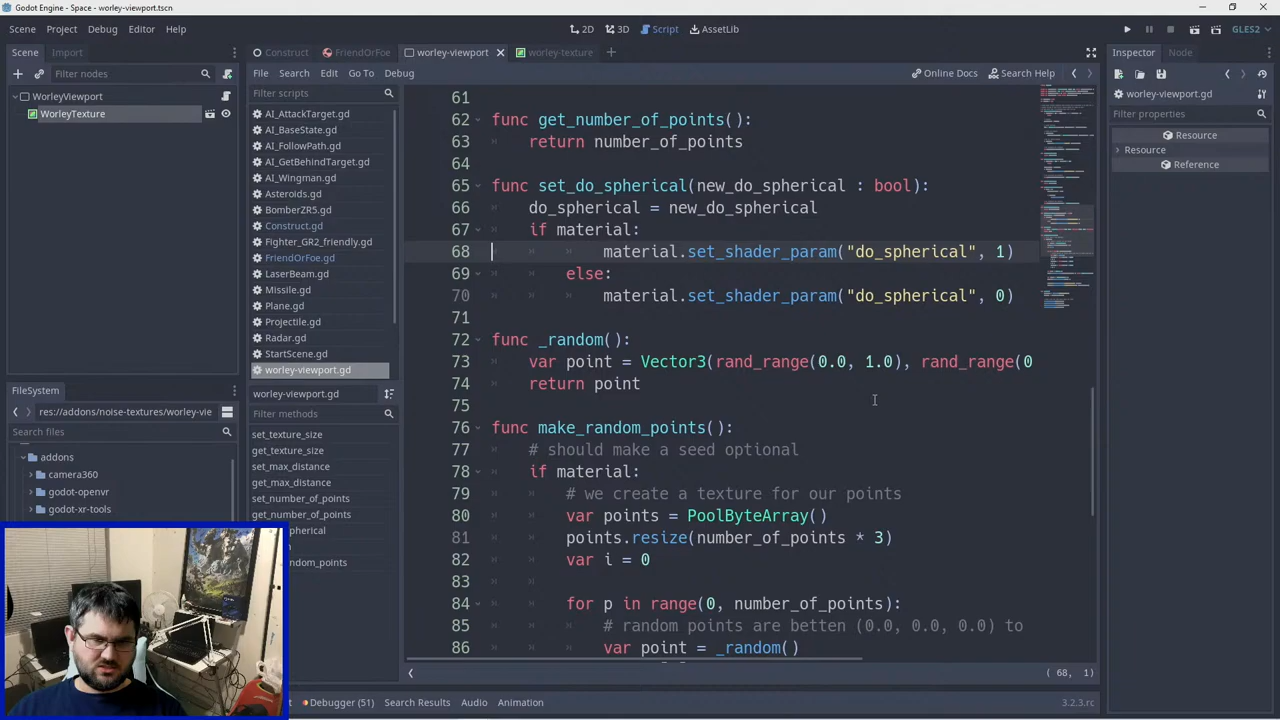 Godot Engine - Space - worley-viewport.tscn
Scene Project Debug Editor Help
2D 3D Script AssetLib
GLES2
Scene Import
Filter nodes
WorleyViewport
WorleyTexture
FileSystem
res://addons/noise-textures/worley-vie
Search files
addons
camera360
godot-openvr
godot-xr-tools
Construct FriendOrFoe worley-viewport worley-texture
File Search Edit Go To Debug
Online Docs Search Help
Filter scripts
AI_AttackTarget.gd
AI_BaseState.gd
AI_FollowPath.gd
AI_GetBehindTarget.gd
AI_Wingman.gd
Asteroids.gd
BomberZR5.gd
Construct.gd
Fighter_GR2_friendly.gd
FriendOrFoe.gd
LaserBeam.gd
Missile.gd
Plane.gd
Projectile.gd
Radar.gd
StartScene.gd
worley-viewport.gd
worley-viewport.gd
Filter methods
set_texture_size
get_texture_size
set_max_distance
get_max_distance
set_number_of_points
get_number_of_points
61
62 func get_number_of_points():
63 return number_of_points
64
65 func set_do_spherical(new_do_spherical : bool):
66 do_spherical = new_do_spherical
67 if material:
68 material.set_shader_param("do_spherical", 1)
69 else:
70 material.set_shader_param("do_spherical", 0)
71
72 func _random():
73 var point = Vector3(rand_range(0.0, 1.0), rand_range(0
74 return point
75
76 func make_random_points():
77 # should make a seed optional
78 if material:
79 # we create a texture for our points
80 var points = PoolByteArray()
81 points.resize(number_of_points * 3)
82 var i = 0
83
84 for p in range(0, number_of_points):
85 # random points are betten (0.0, 0.0, 0.0) to
86 var point = _random()
( 68, 1)
Debugger (51) Search Results Audio Animation
3.2.3.rc
Inspector Node
worley-viewport.gd
Filter properties
Resource
Resource
Reference